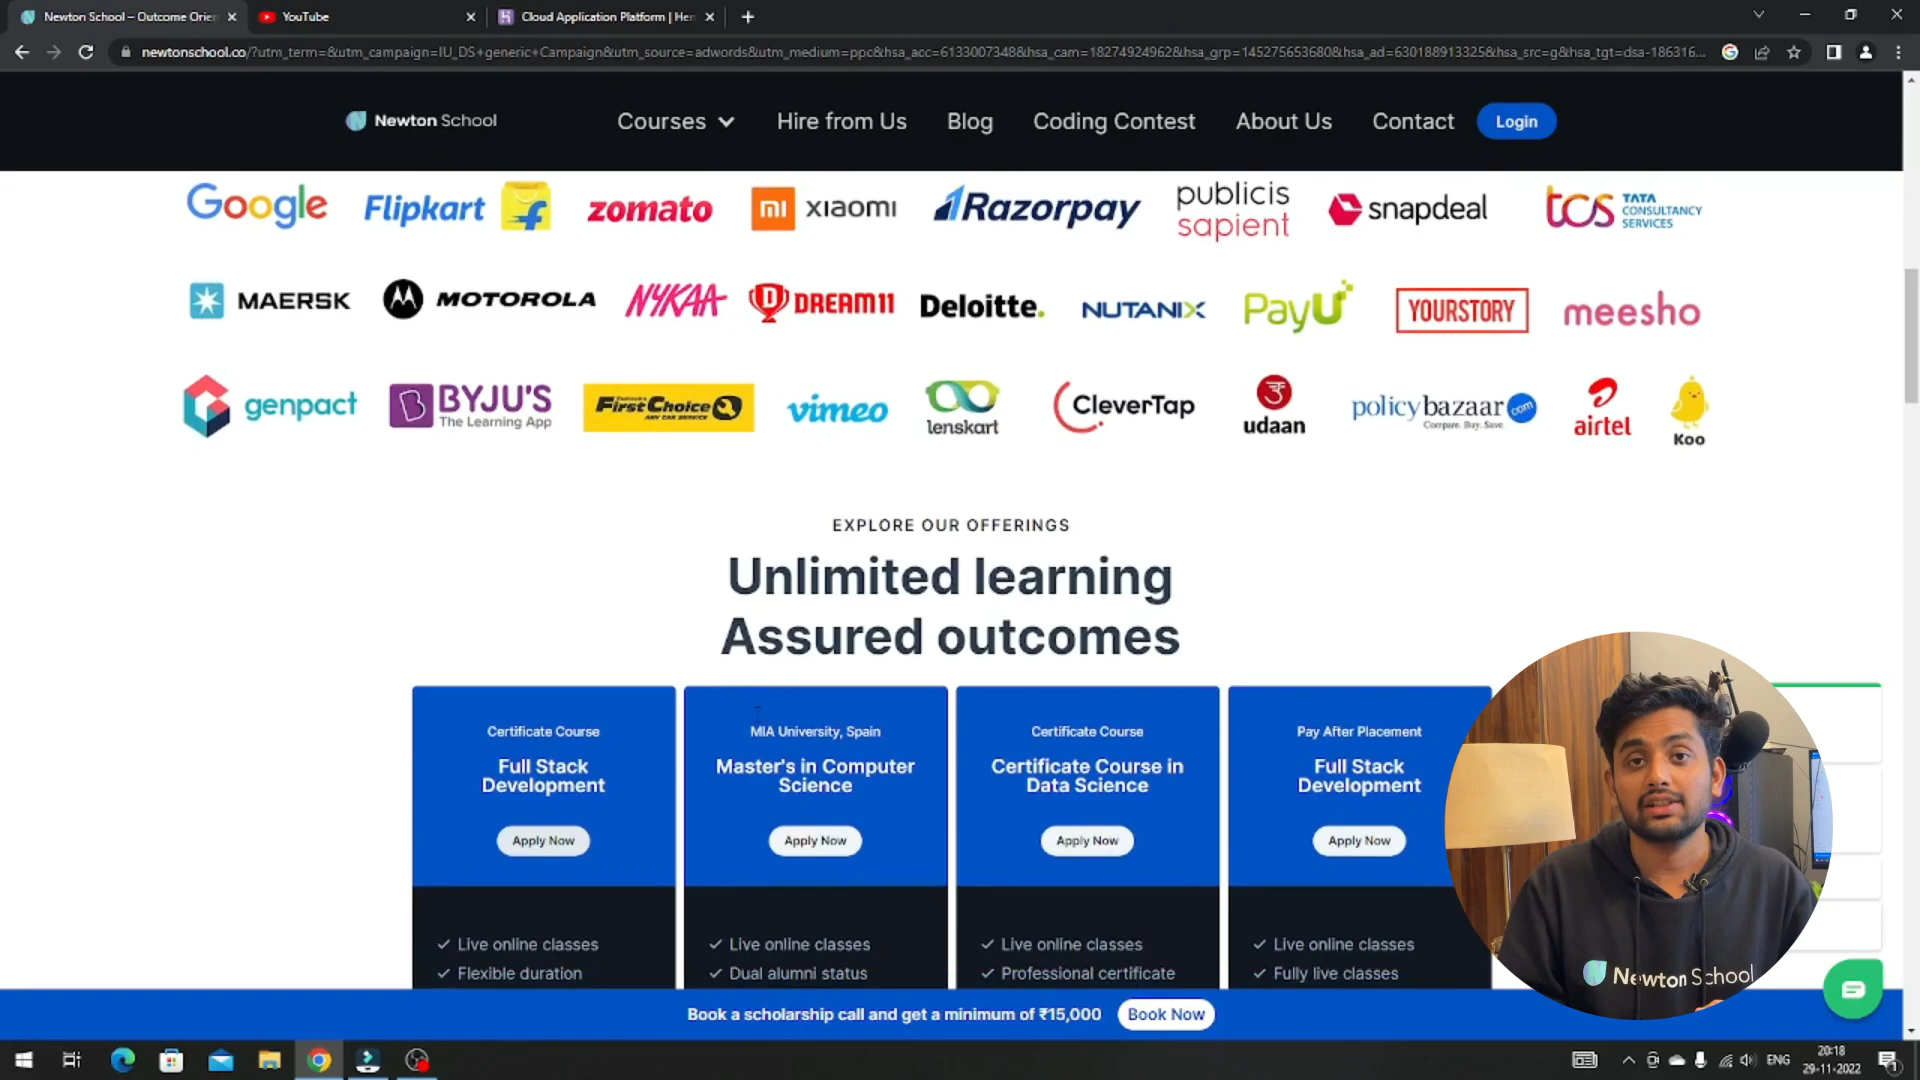 Newton School – Outcome Orien
YouTube
Cloud Application Platform | Her
newtonschool.co/?utm_term=&utm_campaign=IU_DS+generic+Campaign&utm_source=adwords&utm_medium=ppc&hsa_acc=6133007348&hsa_cam=18274924962&hsa_grp=145275653680&hsa_ad=630188913325&hsa_src=g&hsa_tgt=dsa-186316...
Newton School
Courses
Hire from Us
Blog
Coding Contest
About Us
Contact
Login
Google
Flipkart
zomato
mi xiaomi
Razorpay
publicis
sapient
snapdeal
tcs TATA
CONSULTANCY
SERVICES
MAERSK
MOTOROLA
NYKAA
DREAM11
Deloitte.
NUTANIX
PayU
YOURSTORY
meesho
genpact
BYJU'S
The Learning App
FirstChoice
ANY CAR SERVICE
vimeo
lenskart
CleverTap
उ
udaan
policybazaar.com
Compare. Buy. Save.
airtel
Koo
EXPLORE OUR OFFERINGS
Unlimited learning
Assured outcomes
Certificate Course
Full Stack
Development
Apply Now
Live online classes
Flexible duration
MIA University, Spain
Master's in Computer
Science
Apply Now
Live online classes
Dual alumni status
Certificate Course
Certificate Course in
Data Science
Apply Now
Live online classes
Professional certificate
Pay After Placement
Full Stack
Development
Apply Now
Live online classes
Fully live classes
Newton School
Book a scholarship call and get a minimum of ₹15,000
Book Now
ENG
20:18
29-11-2022
1